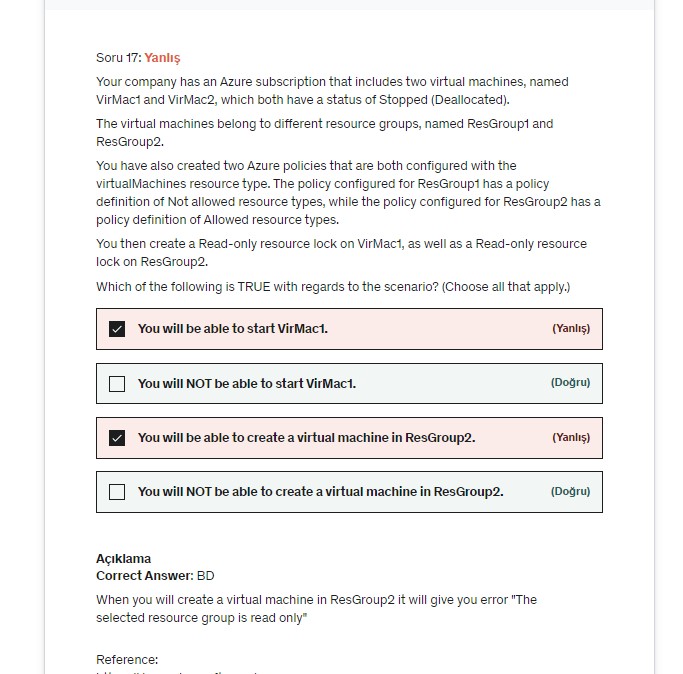 Soru 17: Yanlış
Your company has an Azure subscription that includes two virtual machines, named
VirMac1 and VirMac2, which both have a status of Stopped (Deallocated).
The virtual machines belong to different resource groups, named ResGroup1 and
ResGroup2.
You have also created two Azure policies that are both configured with the
virtualMachines resource type. The policy configured for ResGroup1 has a policy
definition of Not allowed resource types, while the policy configured for ResGroup2 has a
policy definition of Allowed resource types.
You then create a Read-only resource lock on VirMac1, as well as a Read-only resource
lock on ResGroup2.
Which of the following is TRUE with regards to the scenario? (Choose all that apply.)
You will be able to start VirMac1. (Yanlış)
You will NOT be able to start VirMac1. (Doğru)
You will be able to create a virtual machine in ResGroup2. (Yanlış)
You will NOT be able to create a virtual machine in ResGroup2. (Doğru)
Açıklama
Correct Answer: BD
When you will create a virtual machine in ResGroup2 it will give you error "The
selected resource group is read only"
Reference: